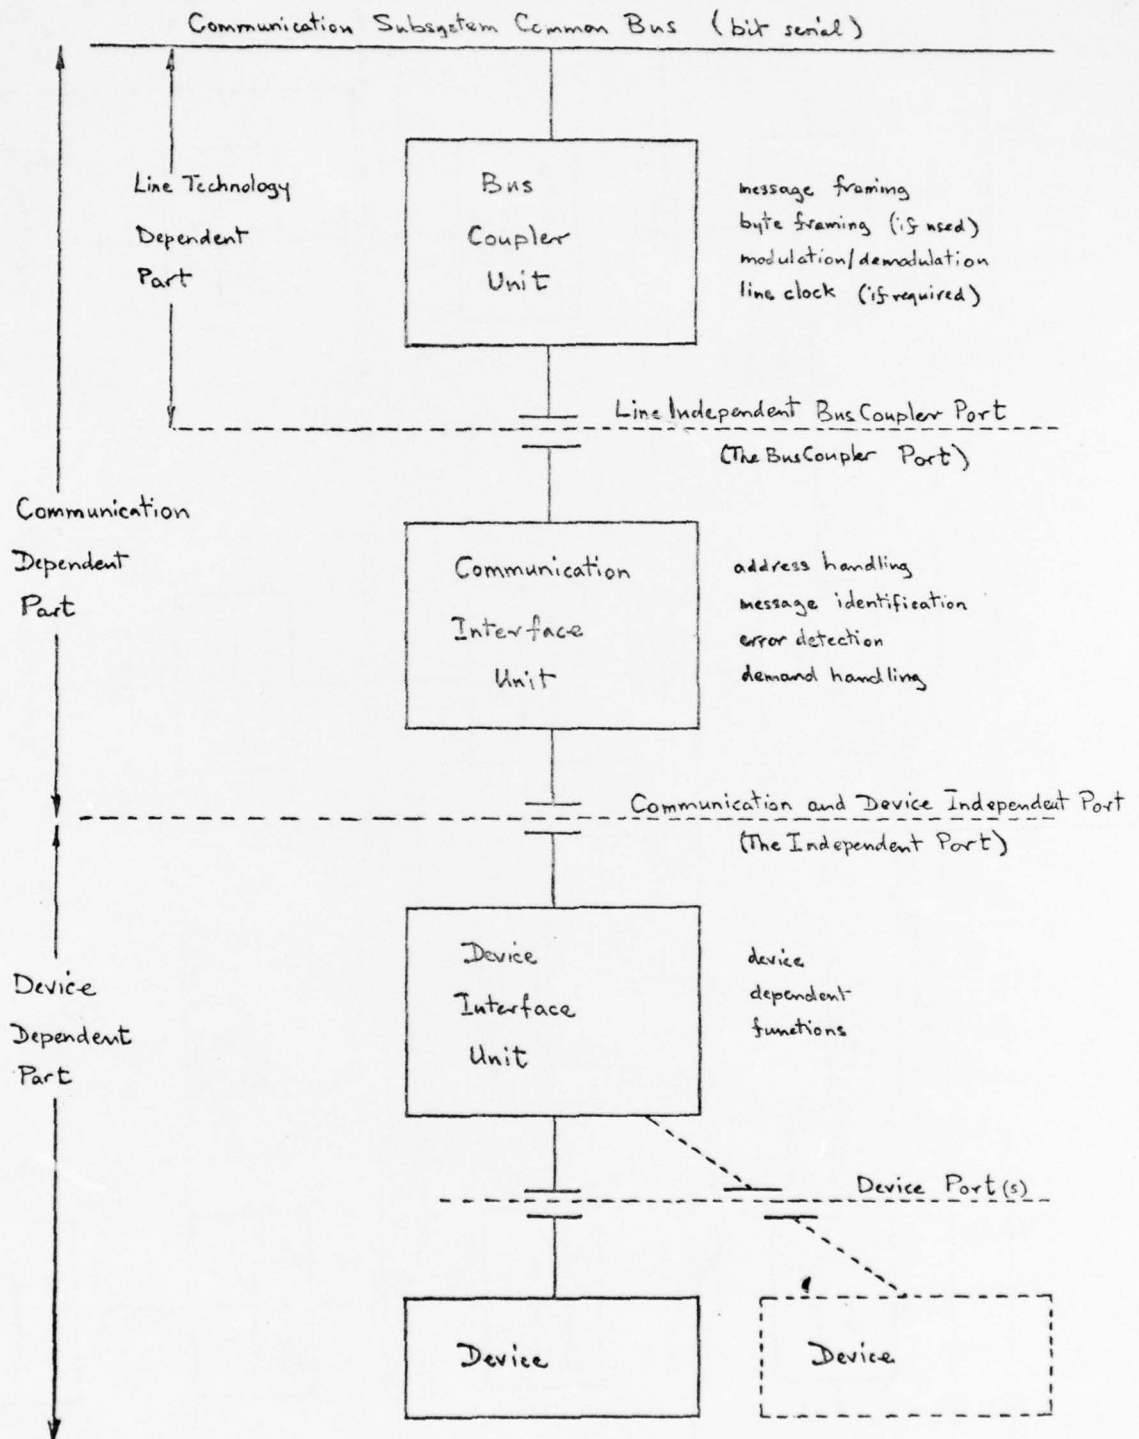 Communication Subsystem Common Bus (bit serial)
Line Technology
Dependent
Part
Bus
Coupler
Unit
message framing
byte framing (if used)
modulation/demodulation
line clock (if required)
Line Independent Bus Coupler Port
(The Bus Coupler Port)
Communication
Dependent
Part
Communication
Interface
Unit
address handling
message identification
error detection
demand handling
Communication and Device Independent Port
(The Independent Port)
Device
Dependent
Part
Device
Interface
Unit
device
dependent
functions
Device Port(s)
Device
Device